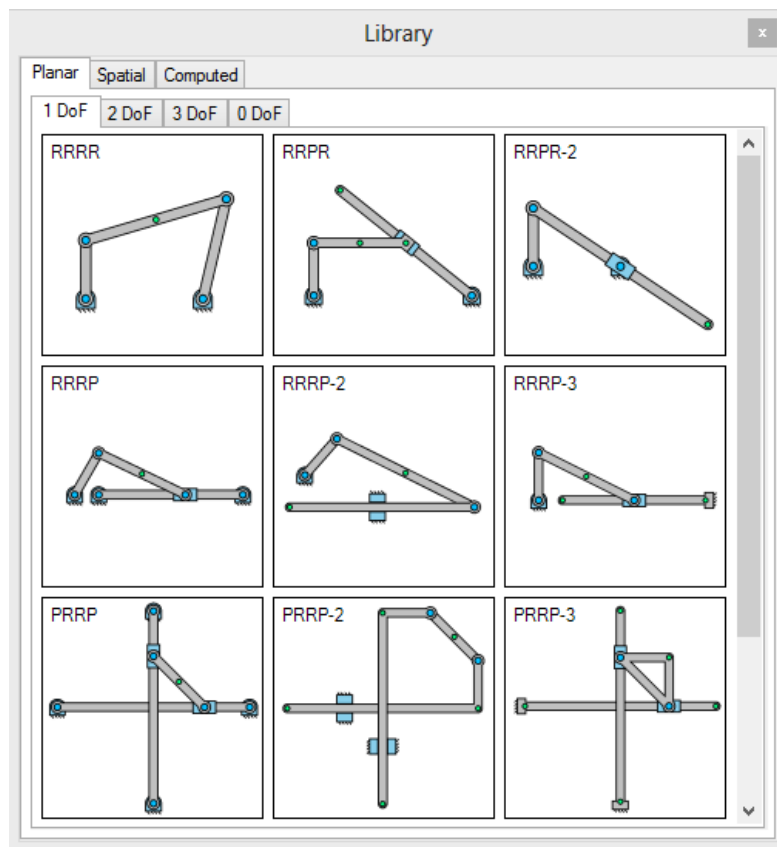 Library
x
Planar Spatial Computed
1 DoF 2 DoF 3 DoF 0 DoF
RRRR RRPR RRPR-2
RRRP RRRP-2 RRRP-3
PRRP PRRP-2 PRRP-3